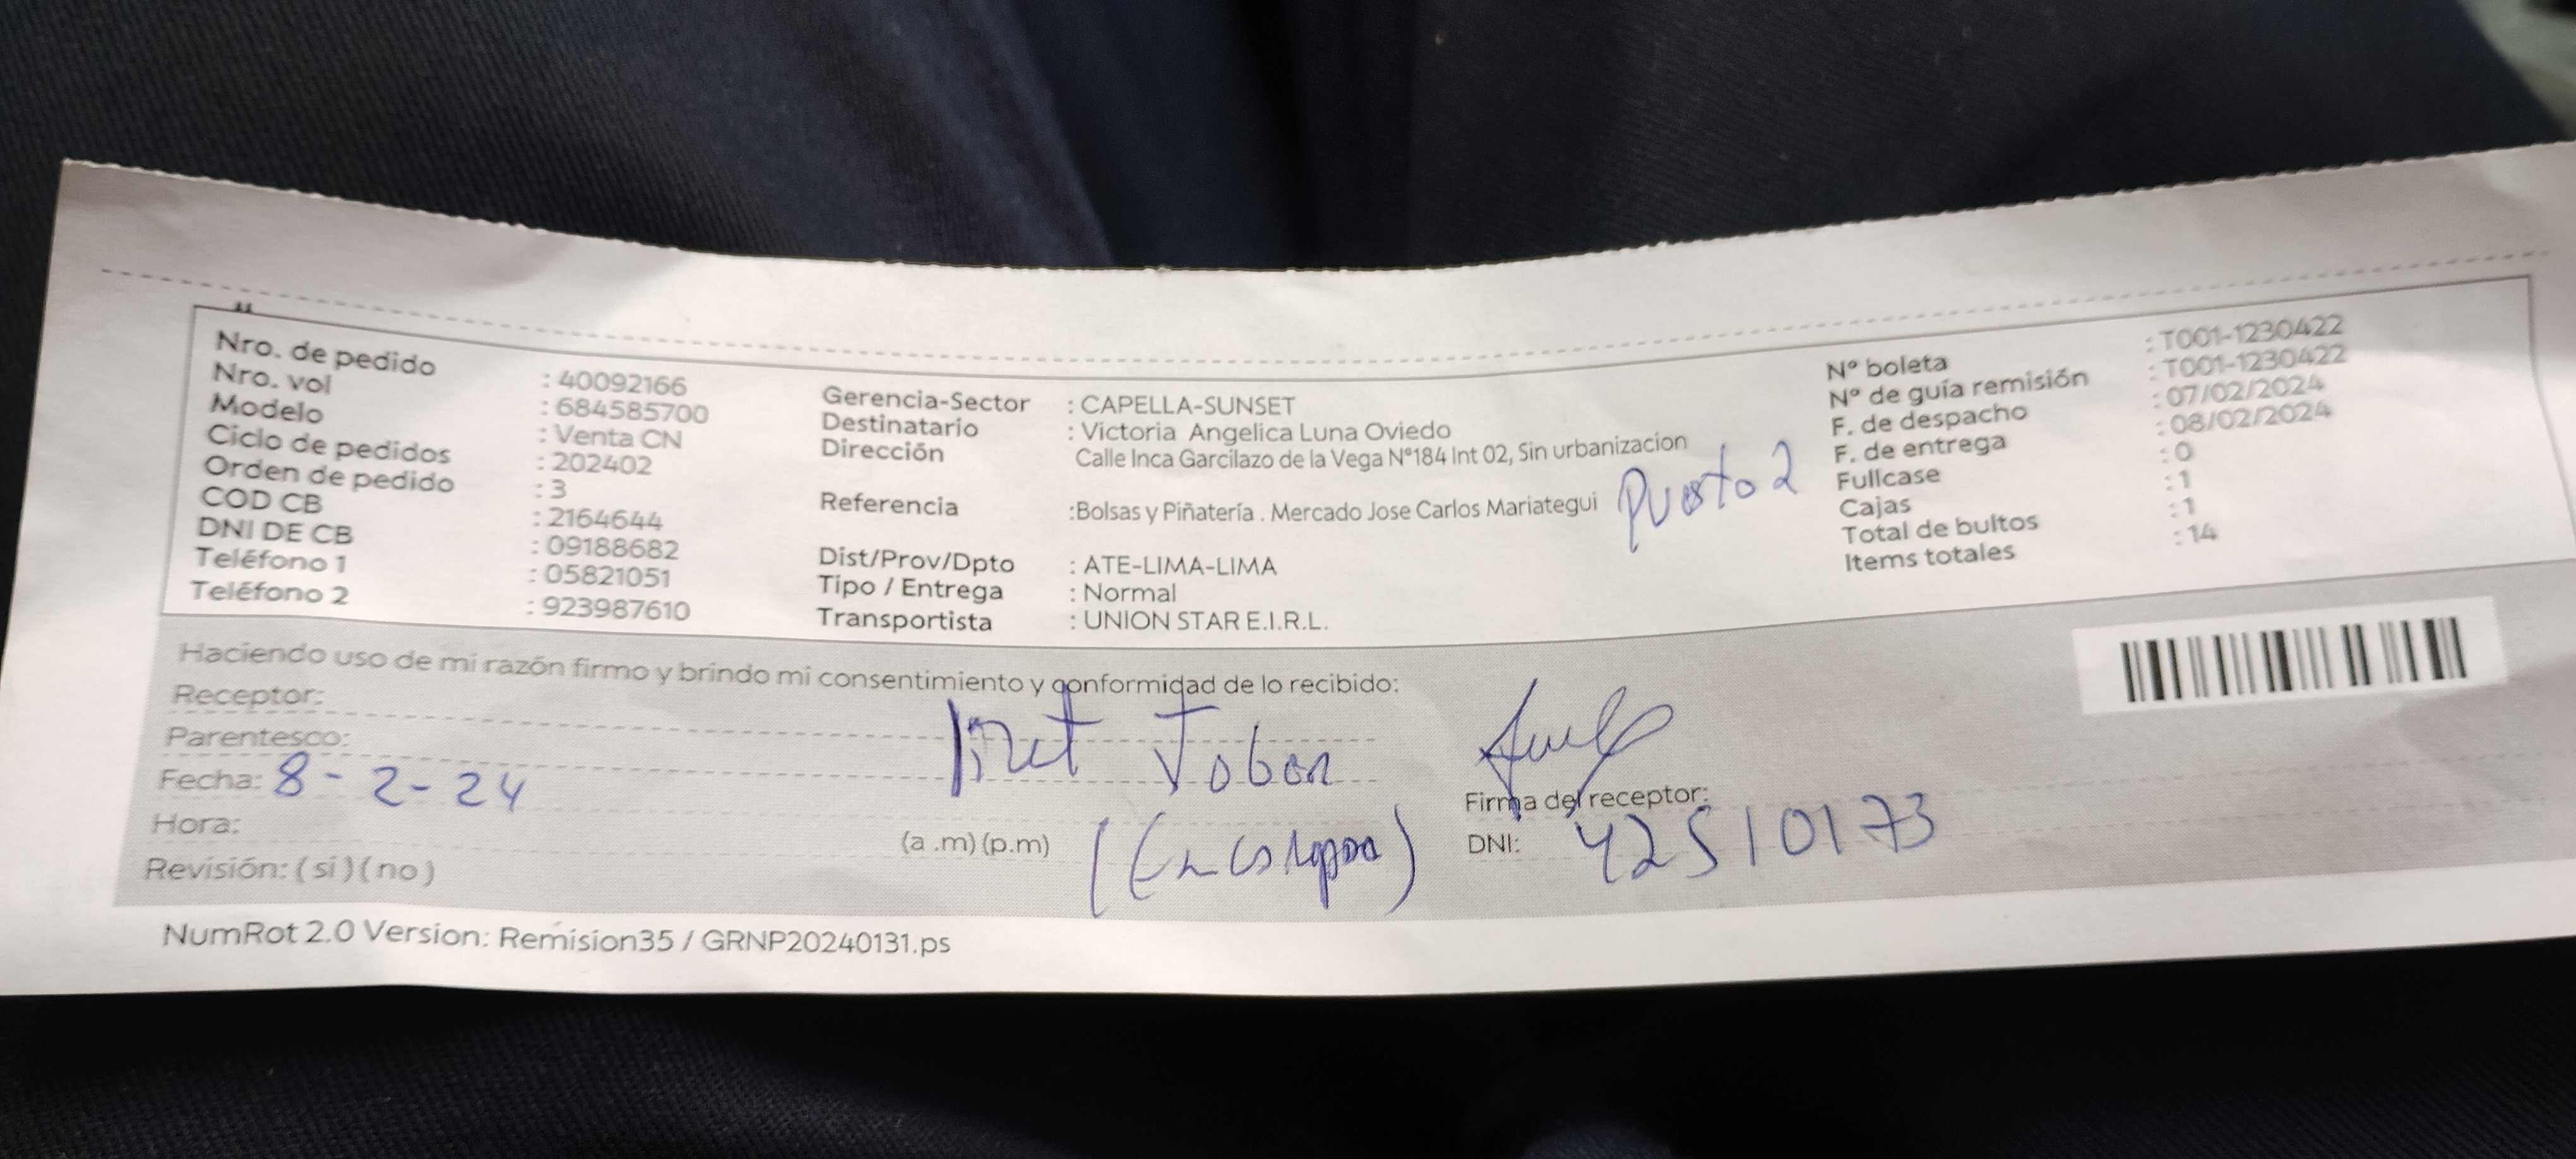 Nro. de pedido : 40092166
Nro. vol : 684585700
Modelo : Venta CN
Ciclo de pedidos : 202402
Orden de pedido : 3
COD CB : 2164644
DNI DE CB : 09188682
Teléfono 1 : 05821051
Teléfono 2 : 923987610
Gerencia-Sector : CAPELLA-SUNSET
Destinatario : Victoria Angelica Luna Oviedo
Dirección Calle Inca Garcilazo de la Vega N°184 Int 02, Sin urbanizacion
Referencia :Bolsas y Piñatería . Mercado Jose Carlos Mariategui Puesto 2
Dist/Prov/Dpto : ATE-LIMA-LIMA
Tipo / Entrega : Normal
Transportista : UNION STAR E.I.R.L.
N° boleta : T001-1230422
N° de guía remisión : T001-1230422
F. de despacho : 07/02/2024
F. de entrega : 08/02/2024
Fullcase : 0
Cajas : 1
Total de bultos : 1
Items totales : 14
Haciendo uso de mi razón firmo y brindo mi consentimiento y conformidad de lo recibido:
Receptor:
Parentesco:
Fecha: 8-2-24
Hora: (a .m) (p.m)
Revisión: ( si ) ( no )
Firma del receptor:
DNI: 42510173
NumRot 2.0 Version: Remision35 / GRNP20240131.ps